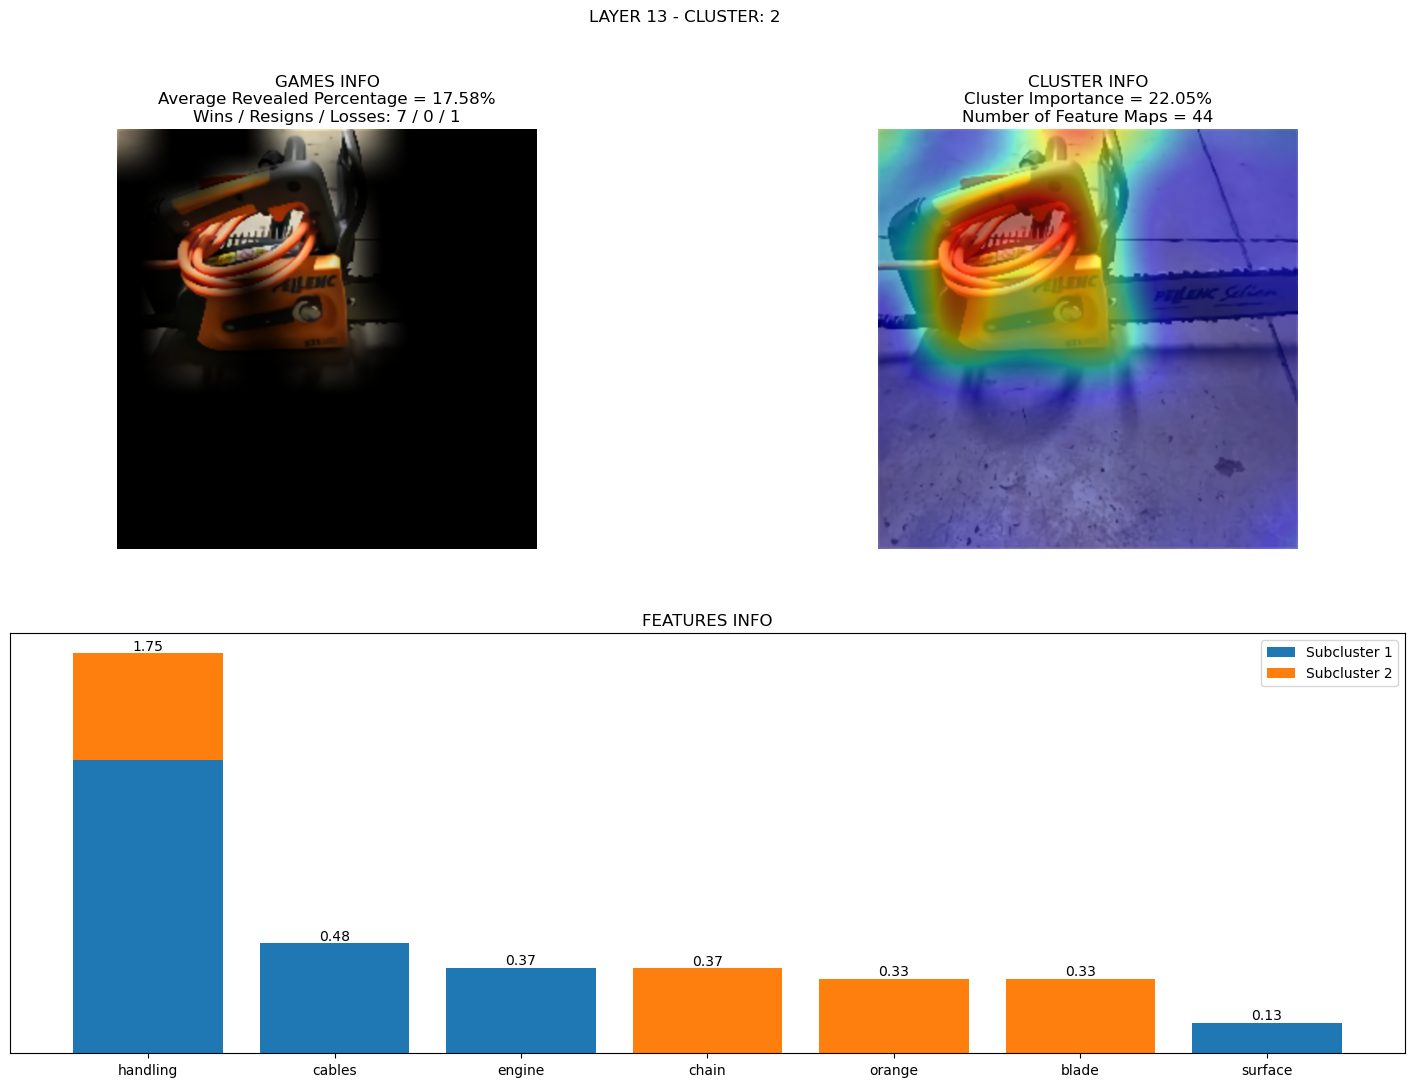 LAYER 13 - CLUSTER: 2
GAMES INFO
Average Revealed Percentage = 17.58%
Wins / Resigns / Losses: 7 / 0 / 1
CLUSTER INFO
Cluster Importance = 22.05%
Number of Feature Maps = 44
PELLENC
PELLENC
PELLENC Selion
FEATURES INFO
Subcluster 1
Subcluster 2
1.75
0.48
0.37
0.37
0.33
0.33
0.13
handling
cables
engine
chain
orange
blade
surface